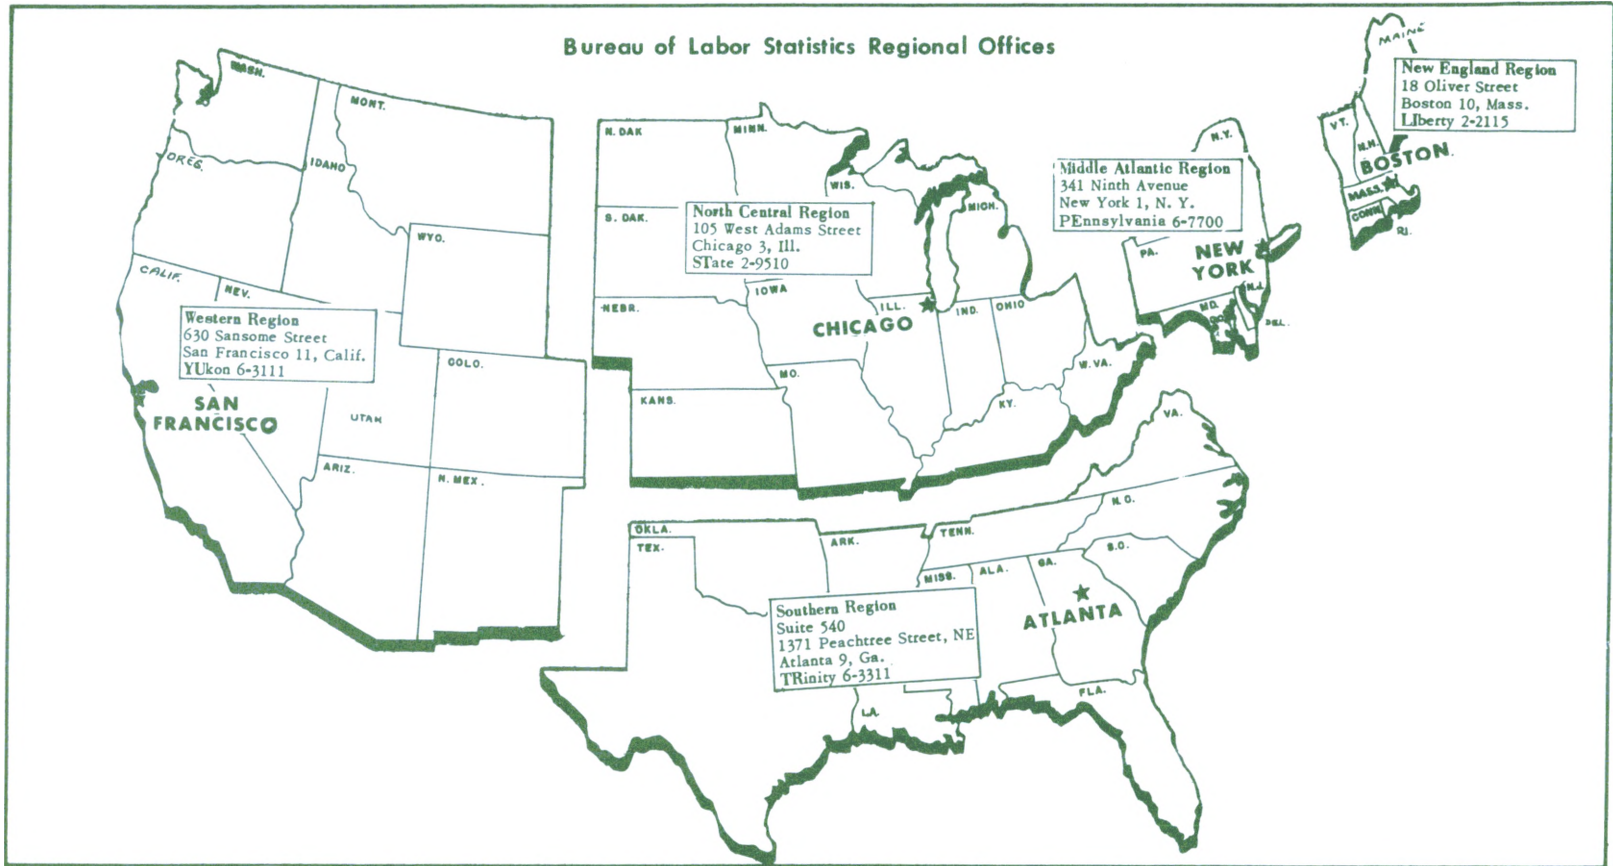 Bureau of Labor Statistics Regional Offices
MAINE
New England Region
18 Oliver Street
Boston 10, Mass.
LIberty 2-2115
VT.
N.H.
BOSTON
MASS.
CONN.
RI.
WASH.
MONT.
OREG.
IDAHO
WYO.
CALIF.
NEV.
Western Region
630 Sansome Street
San Francisco 11, Calif.
YUkon 6-3111
SAN
FRANCISCO
UTAH
COLO.
ARIZ.
N. MEX.
N. DAK
MINN.
WIS.
S. DAK.
MICH.
North Central Region
105 West Adams Street
Chicago 3, Ill.
STate 2-9510
NEBR.
IOWA
ILL.
IND.
OHIO
CHICAGO
MO.
KANS.
KY.
W. VA.
N.Y.
Middle Atlantic Region
341 Ninth Avenue
New York 1, N. Y.
PEnnsylvania 6-7700
PA.
NEW
YORK
N.J.
MD.
DEL.
VA.
N. C.
OKLA.
TEX.
ARK.
TENN.
S.C.
MISS.
ALA.
GA.
ATLANTA
Southern Region
Suite 540
1371 Peachtree Street, NE
Atlanta 9, Ga.
TRinity 6-3311
LA.
FLA.